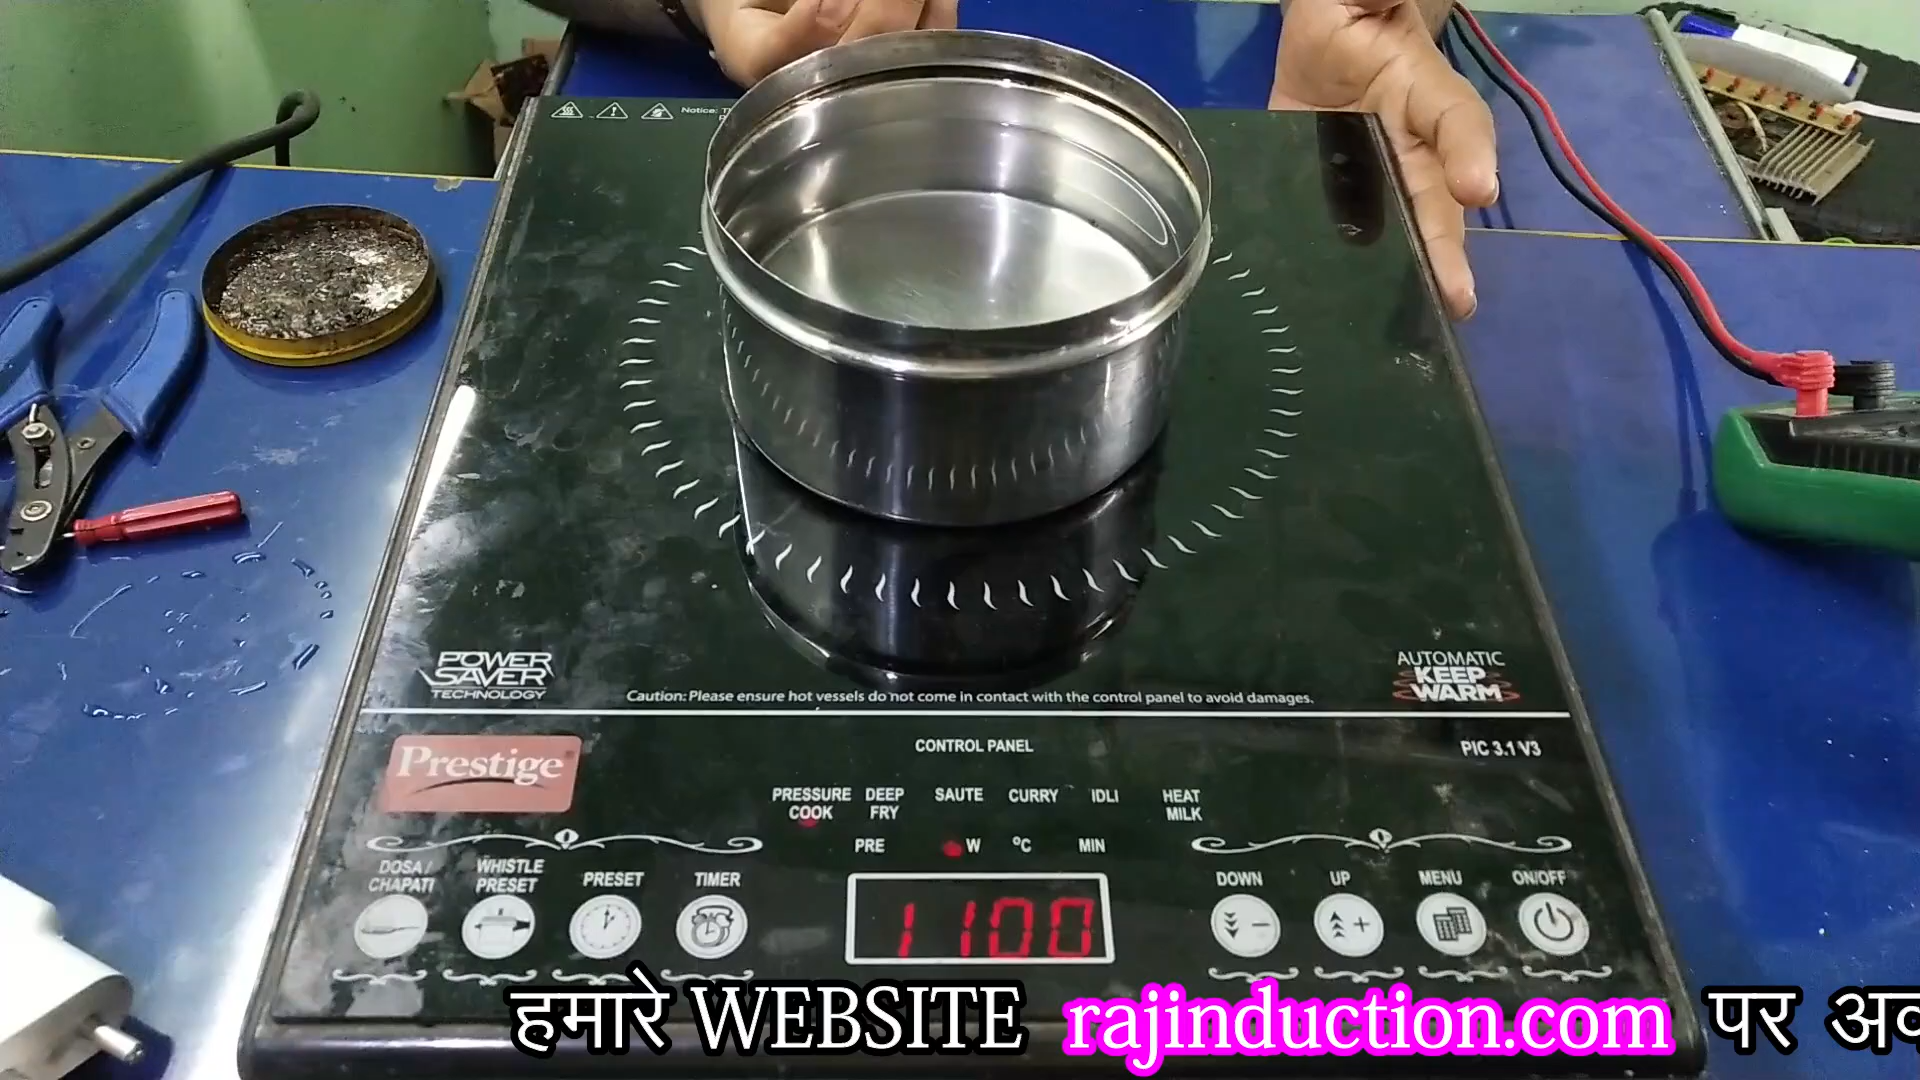 Notice:
POWER
SAVER
TECHNOLOGY
AUTOMATIC
KEEP
WARM
Caution: Please ensure hot vessels do not come in contact with the control panel to avoid damages.
Prestige
CONTROL PANEL
PIC 3.1 V3
PRESSURE COOK
DEEP FRY
SAUTE
CURRY
IDLI
HEAT MILK
PRE
W
°C
MIN
DOSA / CHAPATI
WHISTLE PRESET
PRESET
TIMER
1100
DOWN
UP
MENU
ON/OFF
हमारे WEBSITE rajinduction.com पर